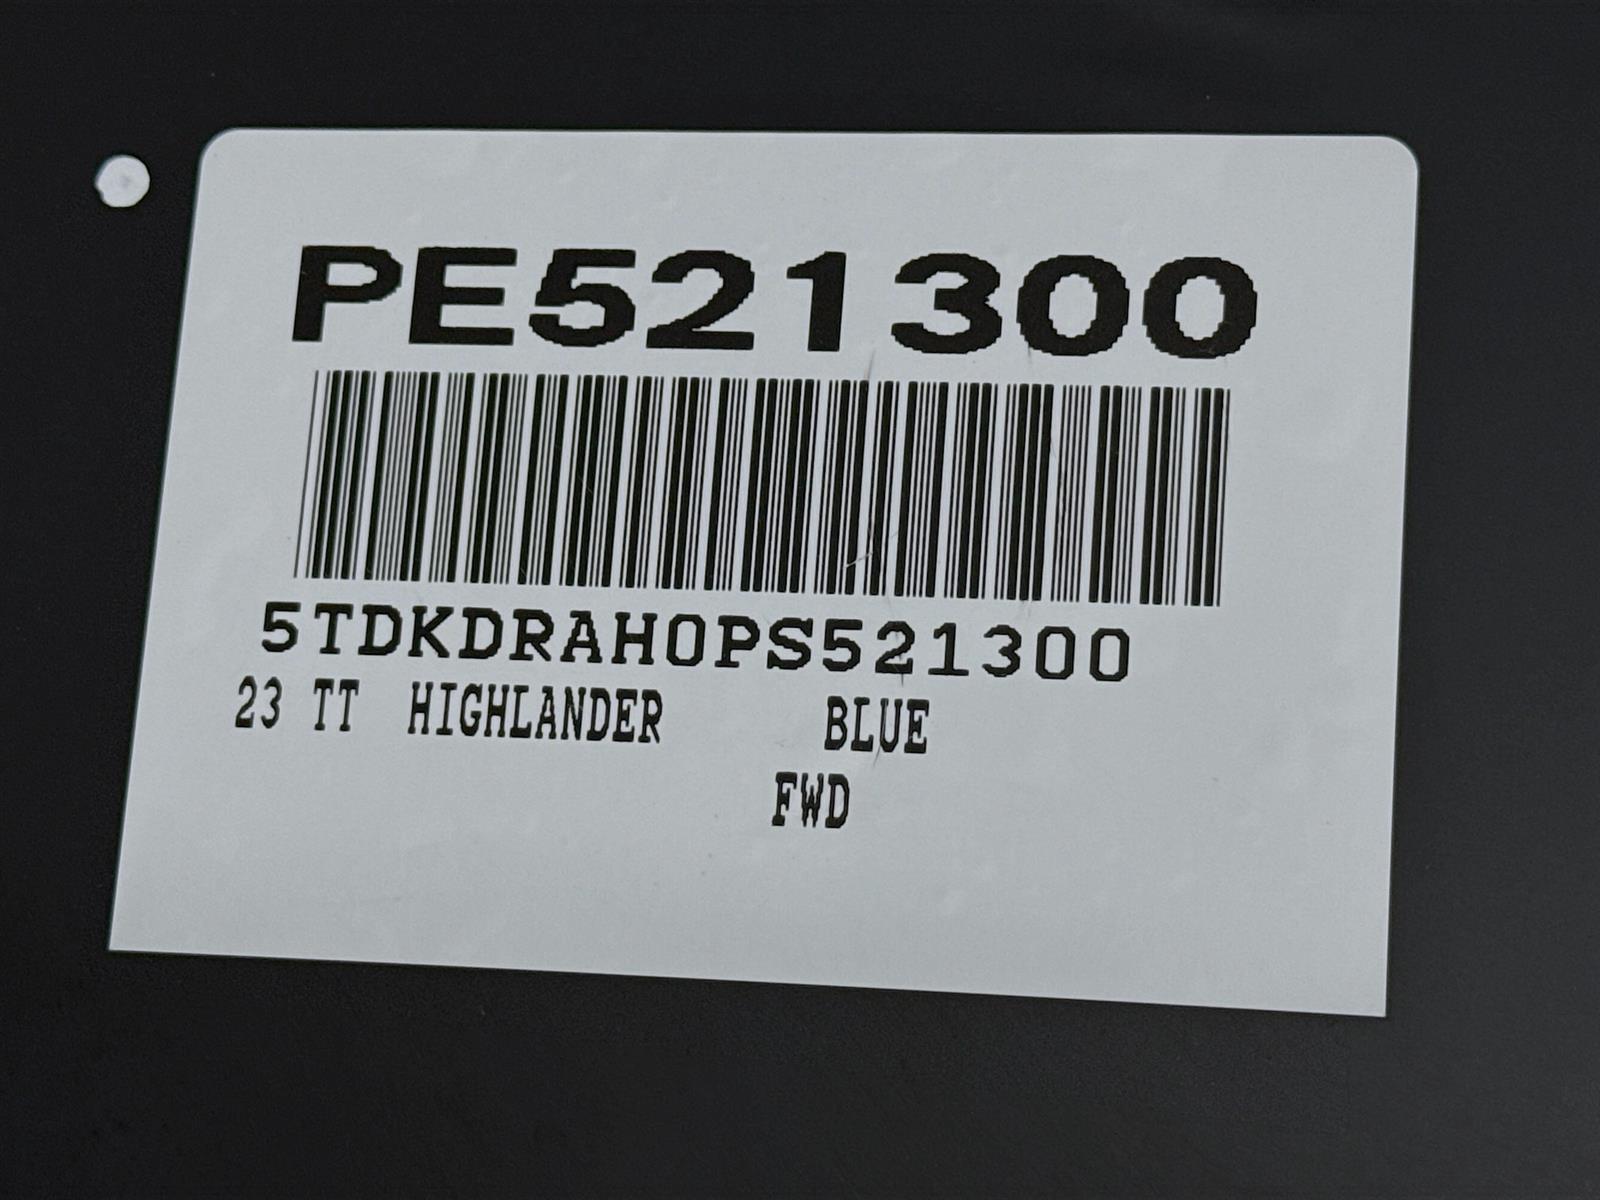 PE521300
5TDKDRAH0PS521300
23 TT HIGHLANDER BLUE
FWD